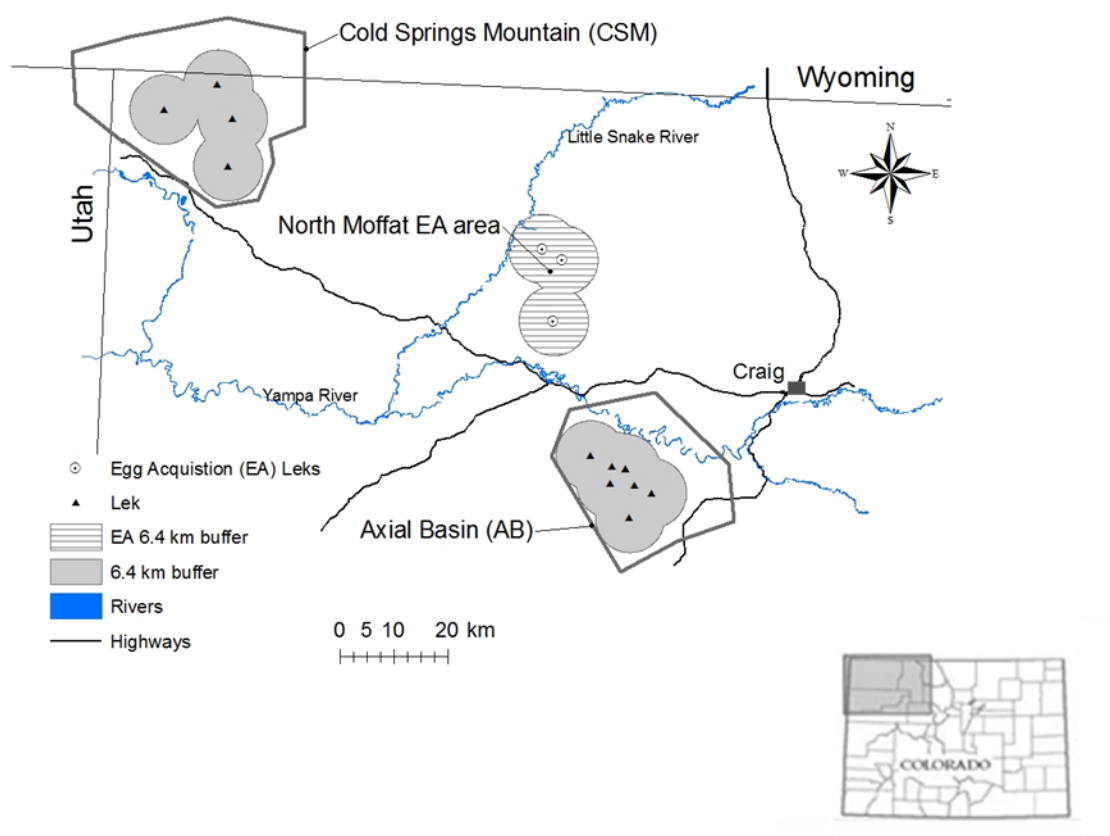 Cold Springs Mountain (CSM)
Wyoming
Little Snake River
N
W
E
S
Utah
North Moffat EA area
Craig
Yampa River
Egg Acquistion (EA) Leks
Lek
Axial Basin (AB)
EA 6.4 km buffer
6.4 km buffer
Rivers
Highways
0 5 10 20 km
COLORADO